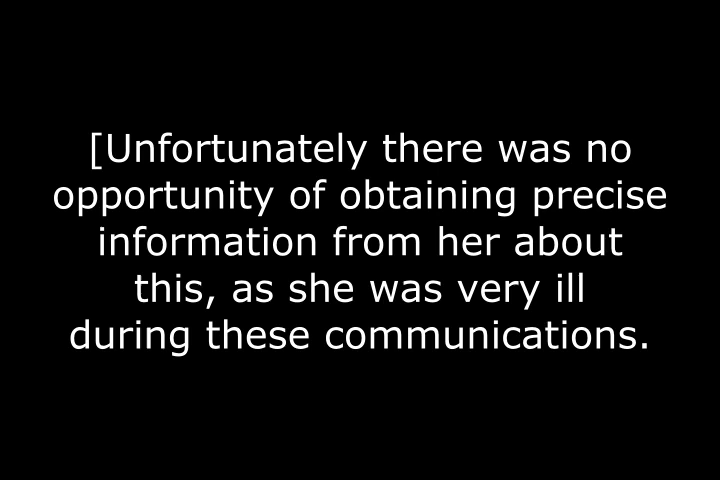 [Unfortunately there was no
opportunity of obtaining precise
information from her about
this, as she was very ill
during these communications.